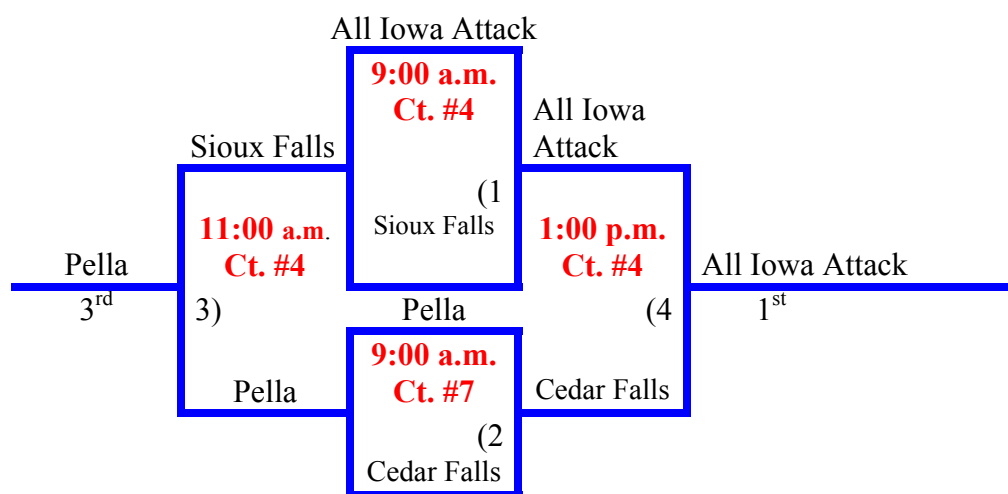 All Iowa Attack
9:00 a.m.
Ct. #4
All Iowa
Attack
Sioux Falls
(1
Sioux Falls
11:00 a.m.
Ct. #4
1:00 p.m.
Ct. #4
Pella
3rd
3)
All Iowa Attack
1st
(4
Pella
9:00 a.m.
Ct. #7
Pella
Cedar Falls
(2
Cedar Falls